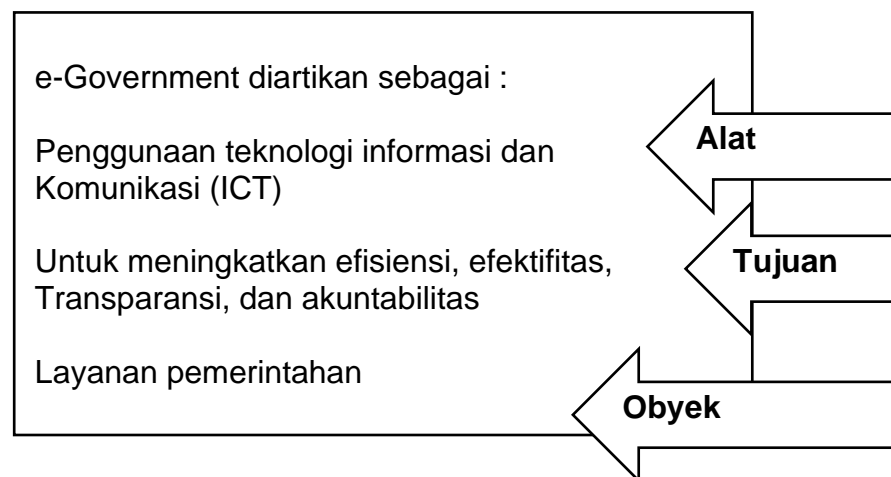 e-Government diartikan sebagai :
Penggunaan teknologi informasi dan
Komunikasi (ICT)
Alat
Untuk meningkatkan efisiensi, efektifitas,
Transparansi, dan akuntabilitas
Tujuan
Layanan pemerintahan
Obyek